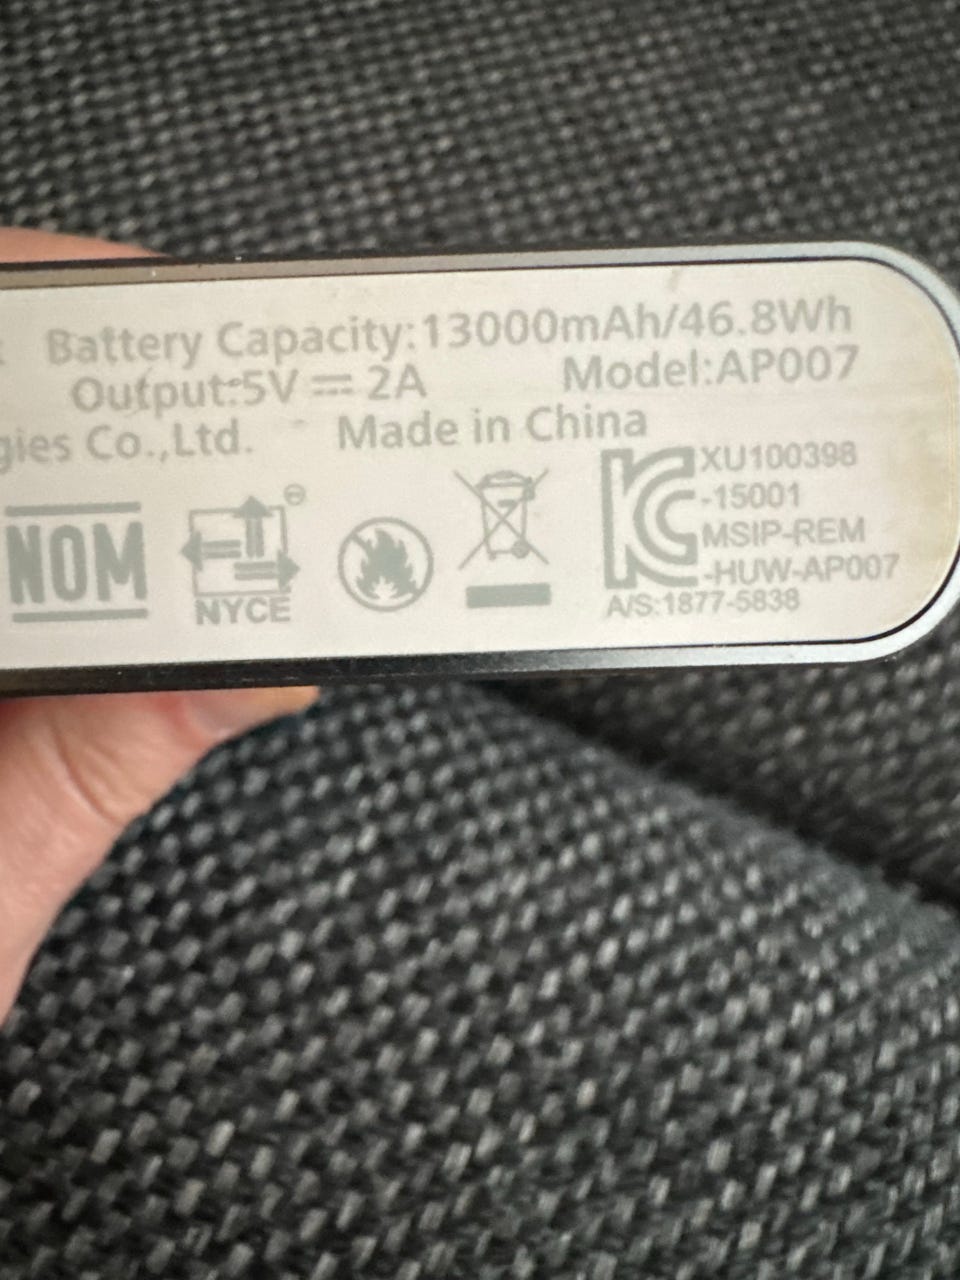 Battery Capacity:13000mAh/46.8Wh
Output:5V ⎓ 2A Model:AP007
gies Co.,Ltd. Made in China
NOM
NYCE
XU100398
-15001
MSIP-REM
-HUW-AP007
A/S:1877-5838